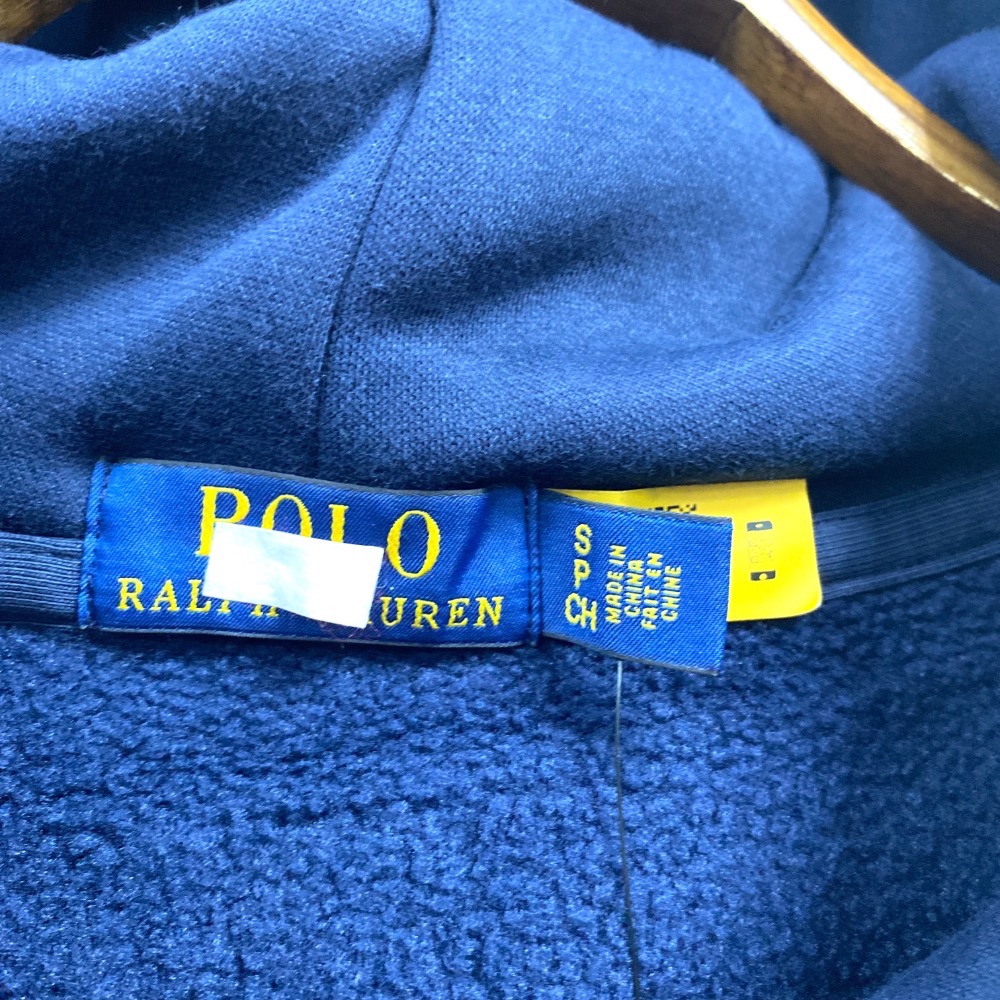 POLO
RALPH LAUREN
S
P
CH
MADE IN
CHINA
FAIT EN
CHINE